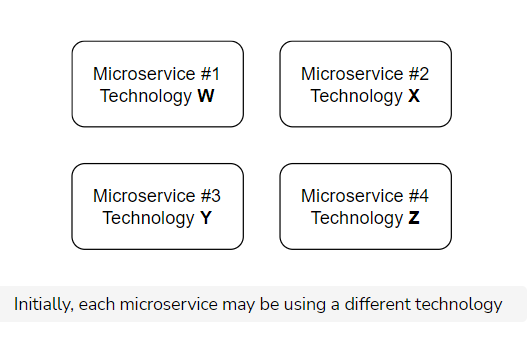 Microservice #1
Technology W
Microservice #2
Technology X
Microservice #3
Technology Y
Microservice #4
Technology Z
Initially, each microservice may be using a different technology